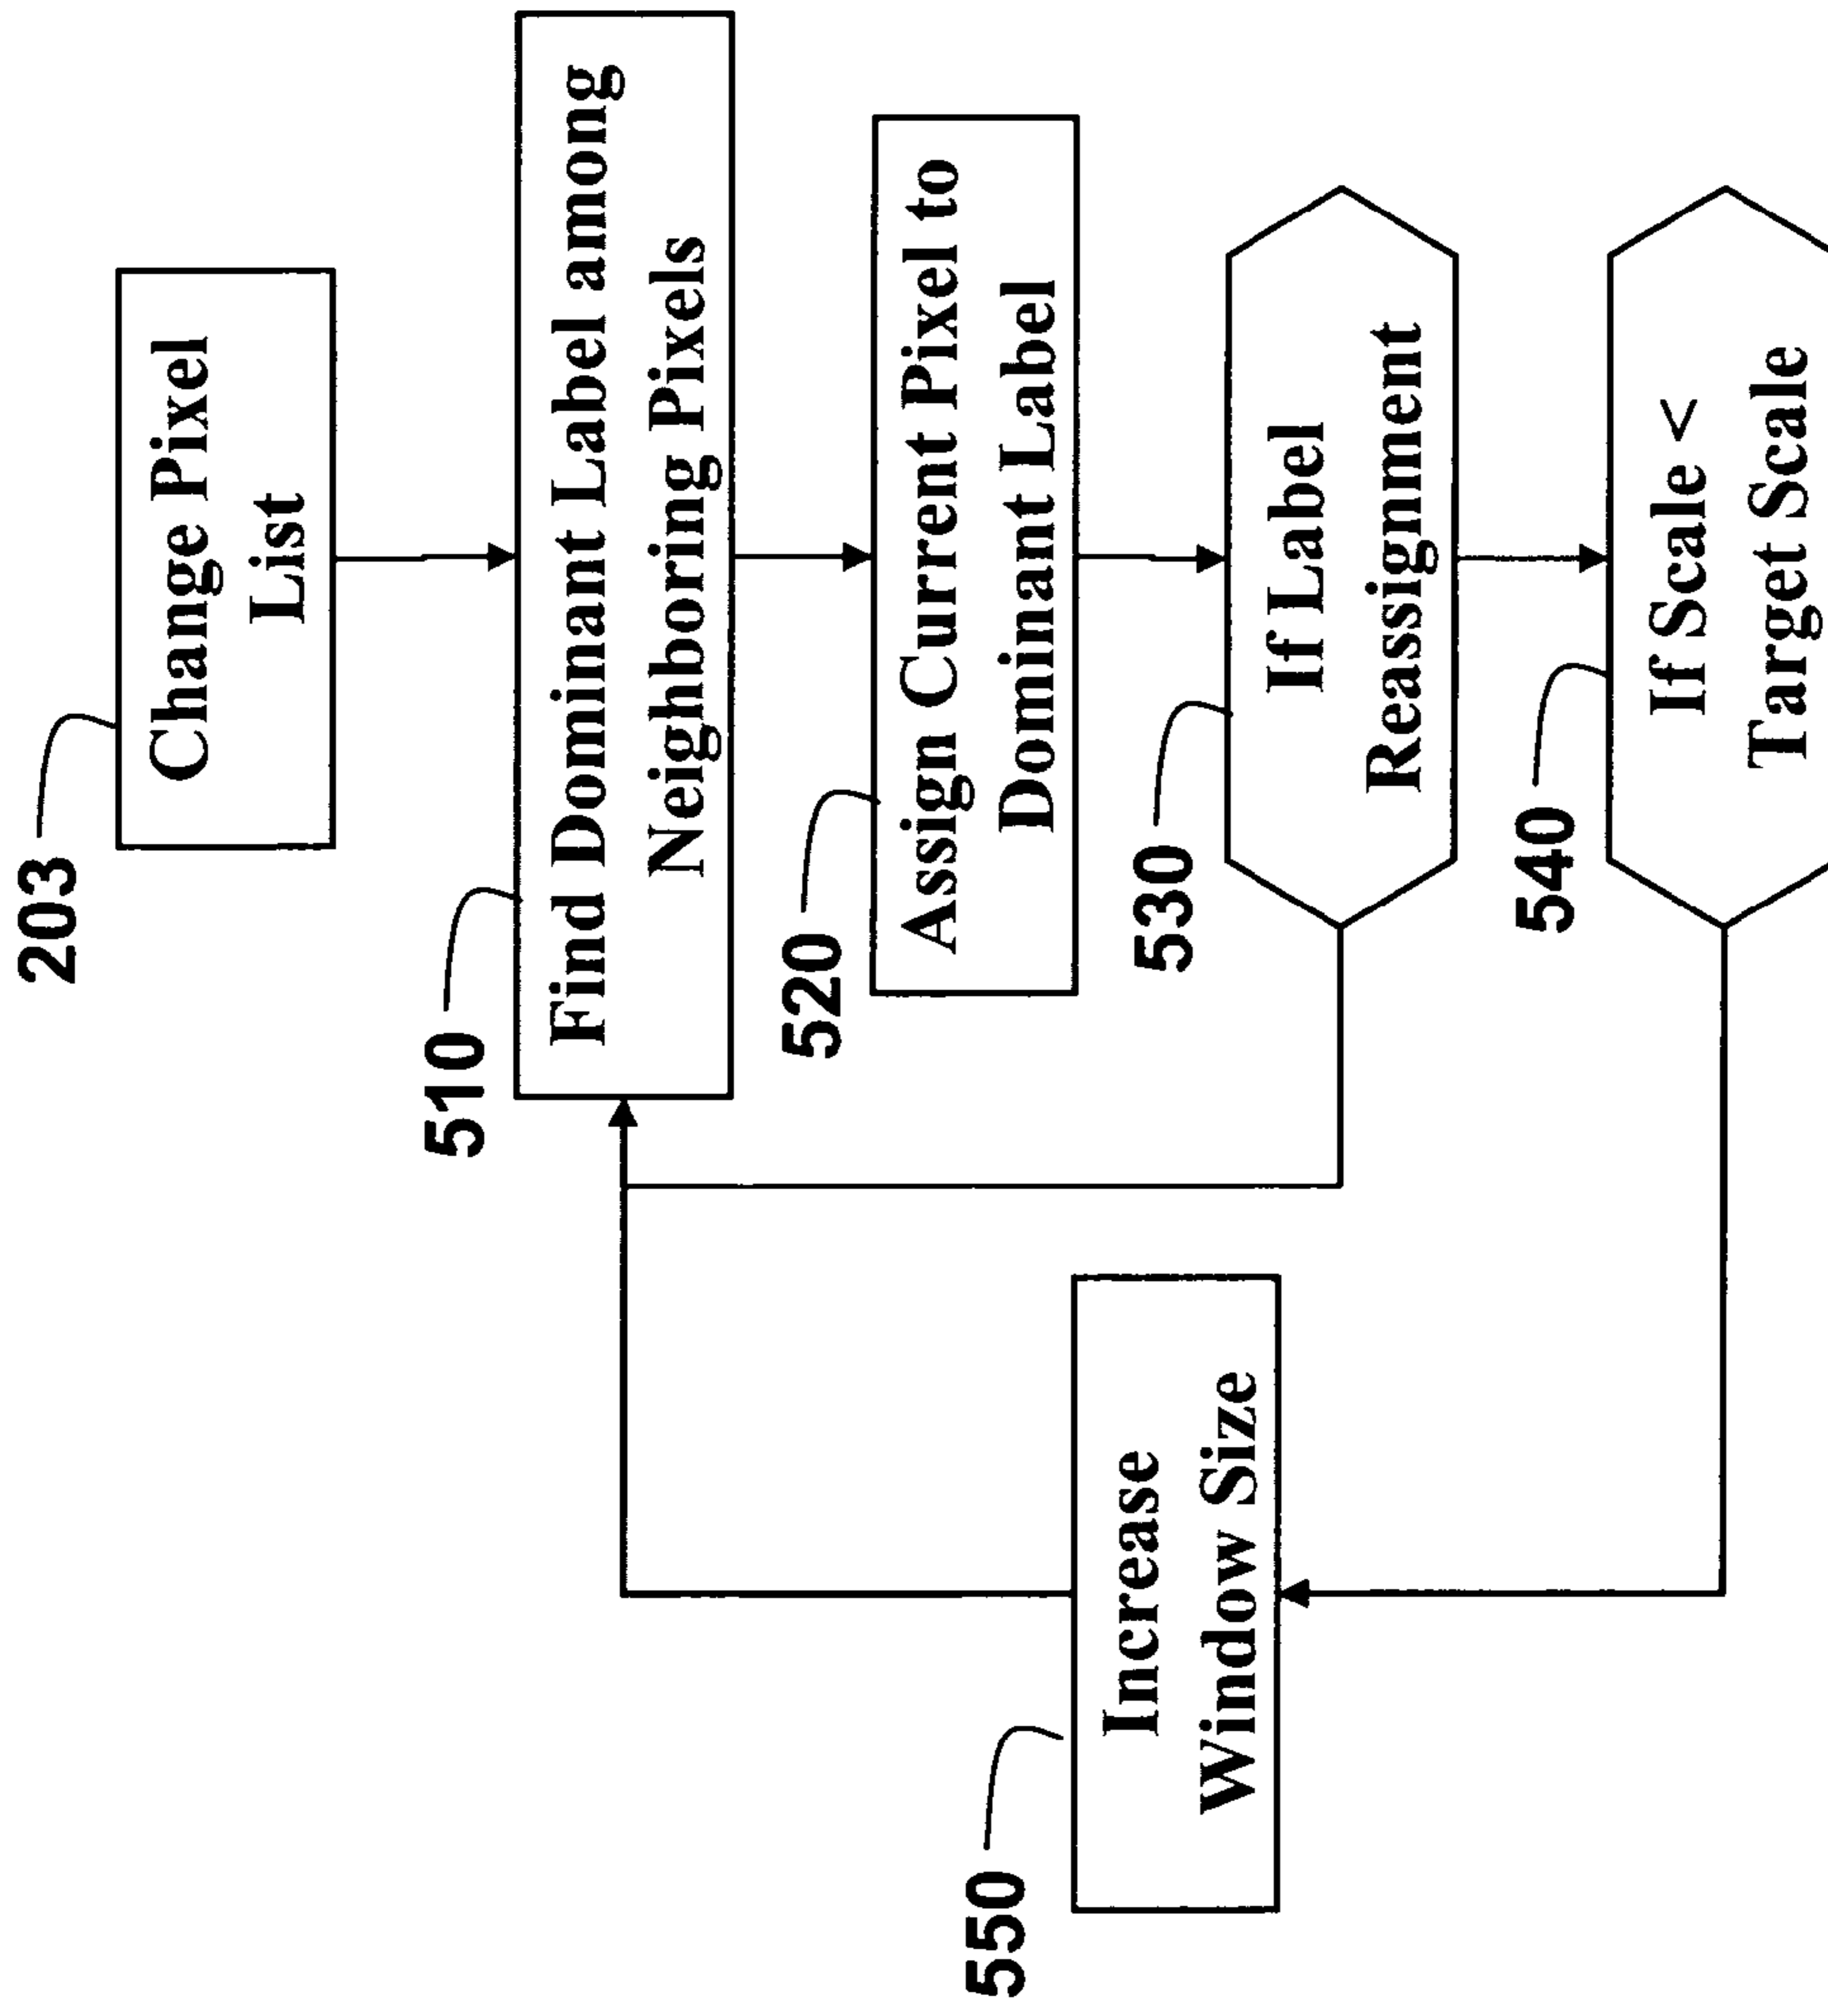 203
Change Pixel
List
510
Find Dominant Label among
Neighboring Pixels
520
Assign Current Pixel to
Dominant Label
530
If Label
Reassignment
540
If Scale <
Target Scale
550
Increase
Window Size